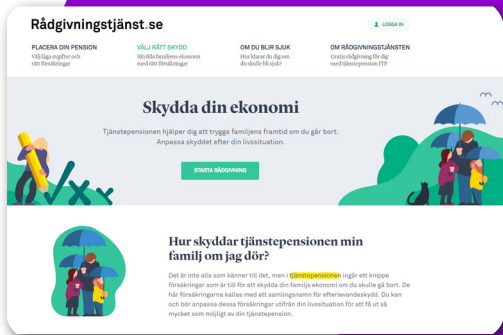 Rådgivningstjänst.se
LOGGA IN
PLACERA DIN PENSION
Välj låga avgifter och
rätt försäkringar
VÄLJ RÄTT SKYDD
Skydda familjens ekonomi
med rätt försäkringar
OM DU BLIR SJUK
Hur klarar du dig om
du skulle bli sjuk?
OM RÅDGIVNINGSTJÄNSTEN
Gratis rådgivning för dig
med tjänstepension ITP
Skydda din ekonomi
Tjänstepensionen hjälper dig att trygga familjens framtid om du går bort.
Anpassa skyddet efter din livssituation.
STARTA RÅDGIVNING
Hur skyddar tjänstepensionen min
familj om jag dör?
Det är inte alla som känner till det, men i tjänstepensionen ingår ett knippe
försäkringar som är till för att skydda din familjs ekonomi om du skulle gå bort. De
här försäkringarna kallas med ett samlingsnamn för efterlevandeskydd. Du kan
och bör anpassa dessa försäkringar utifrån din livssituation för att få ut så
mycket som möjligt av din tjänstepension.